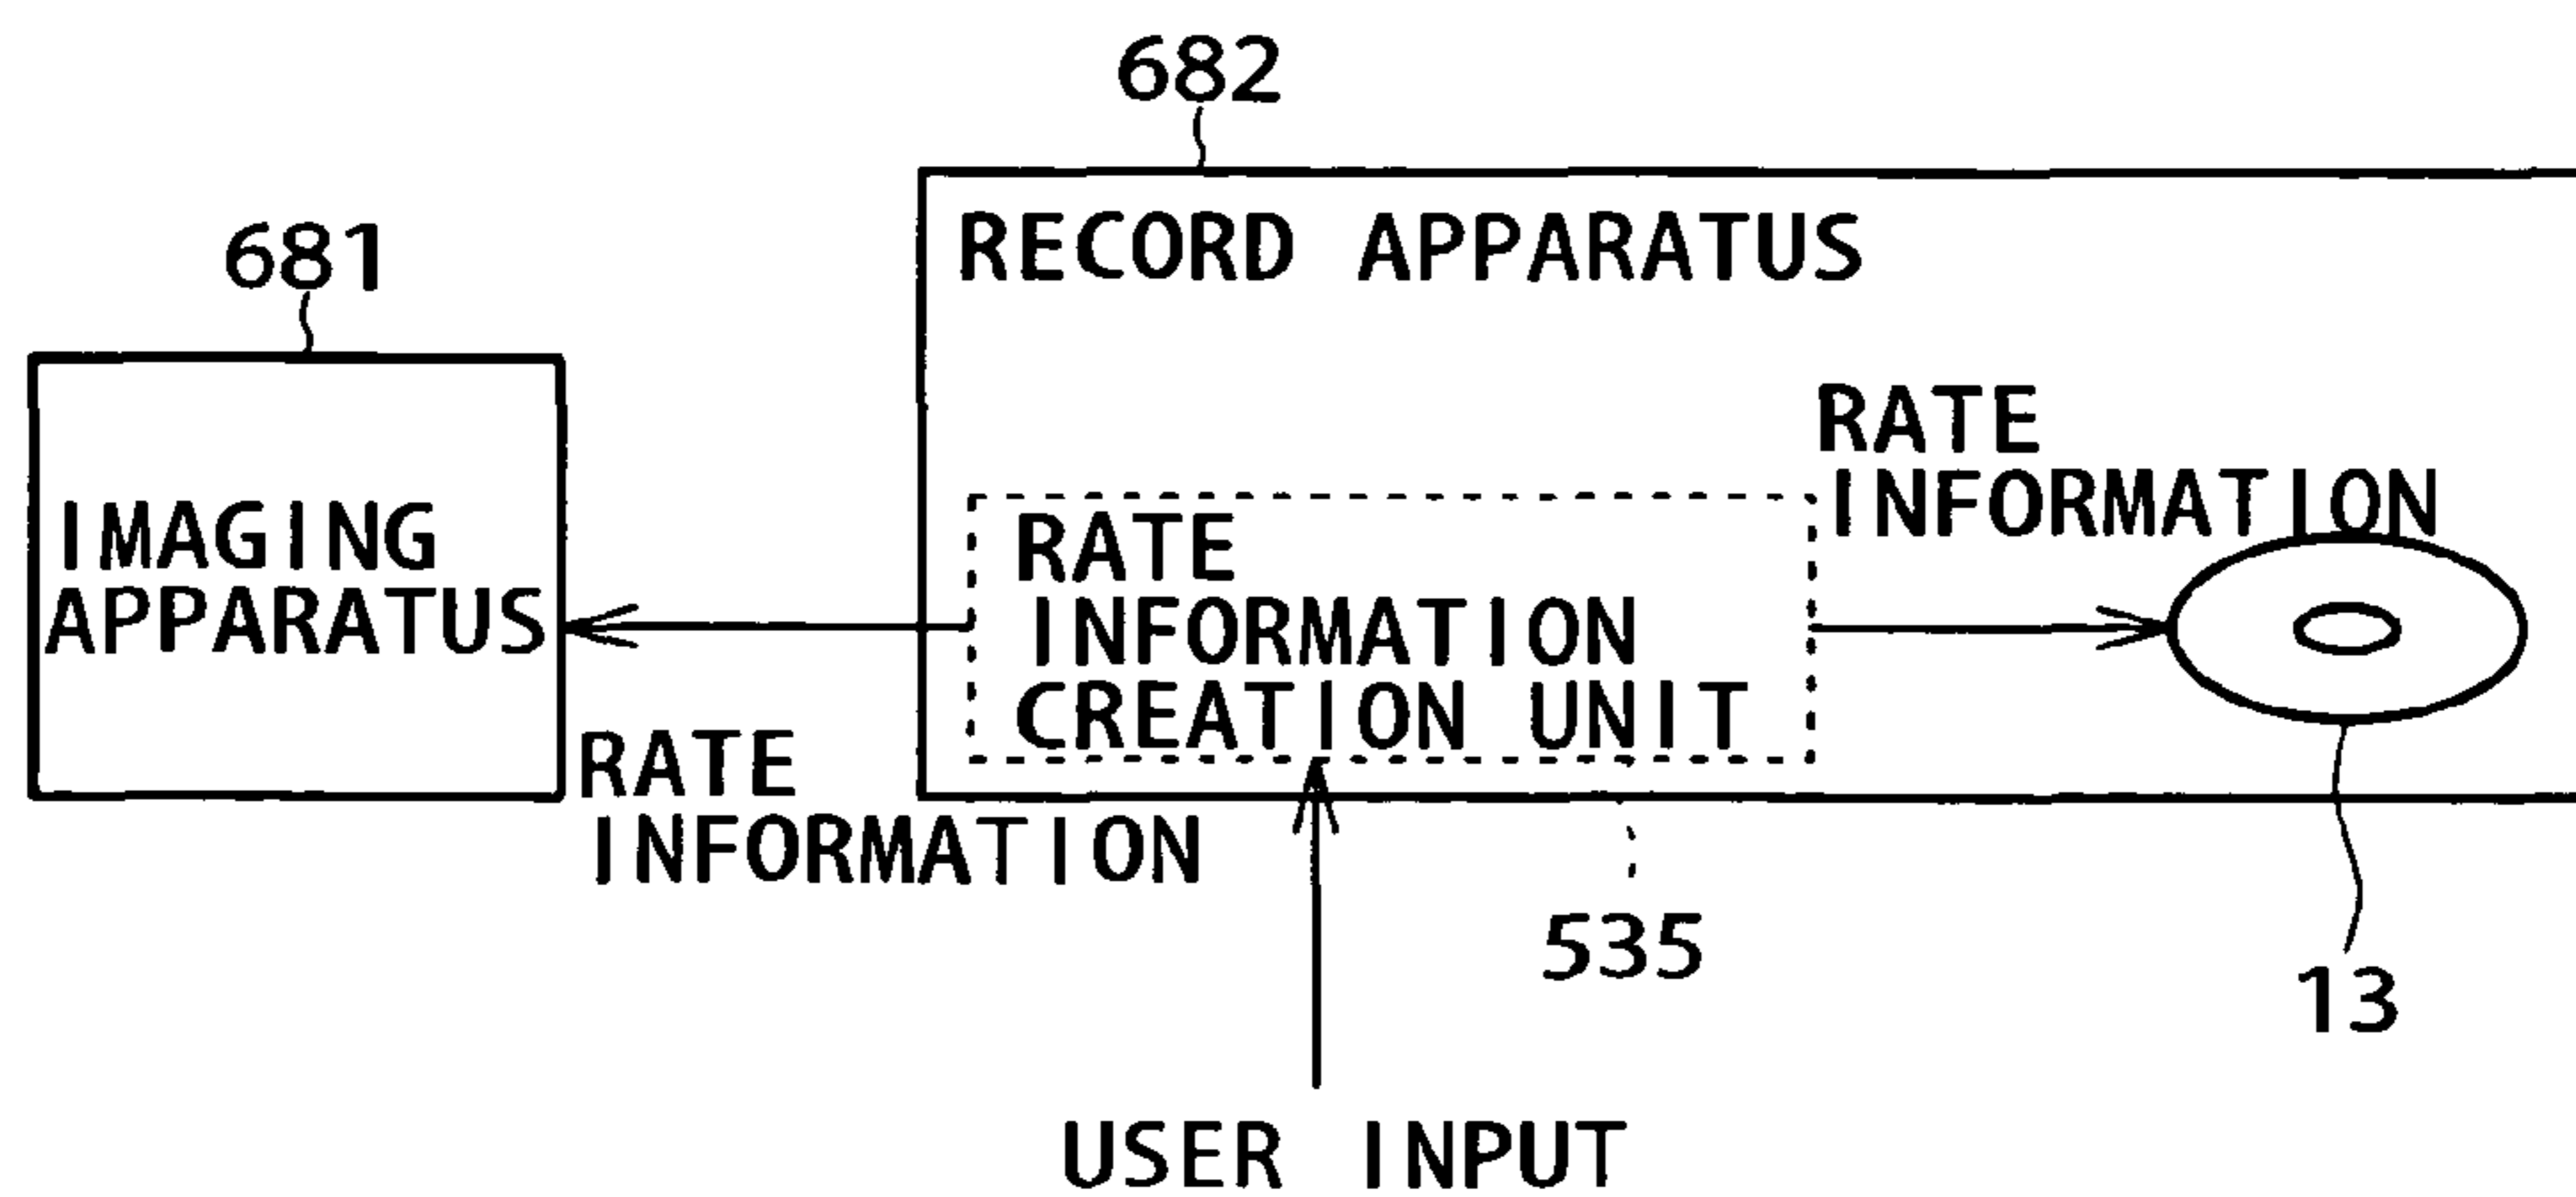 682
681
RECORD APPARATUS
RATE
INFORMATION
IMAGING
APPARATUS
RATE
INFORMATION
CREATION UNIT
RATE
INFORMATION
535
13
USER INPUT